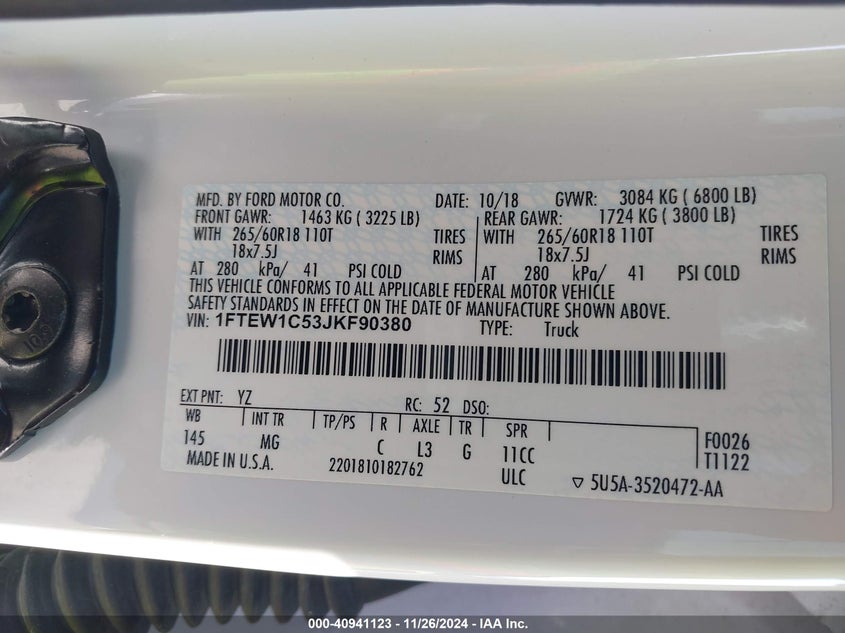 MFD. BY FORD MOTOR CO. DATE: 10/18 GVWR: 3084 KG ( 6800 LB)
FRONT GAWR: 1463 KG ( 3225 LB) REAR GAWR: 1724 KG ( 3800 LB)
WITH 265/60R18 110T TIRES WITH 265/60R18 110T TIRES
18x7.5J RIMS 18x7.5J RIMS
AT 280 kPa/ 41 PSI COLD AT 280 kPa/ 41 PSI COLD
THIS VEHICLE CONFORMS TO ALL APPLICABLE FEDERAL MOTOR VEHICLE
SAFETY STANDARDS IN EFFECT ON THE DATE OF MANUFACTURE SHOWN ABOVE.
VIN: 1FTEW1C53JKF90380 TYPE: Truck
EXT PNT: YZ RC: 52 DSO:
WB INT TR TP/PS R AXLE TR SPR F0026
145 MG C L3 G 11CC T1122
MADE IN U.S.A. 2201810182762 ULC ▽ 5U5A-3520472-AA
10.9
000-40941123 - 11/26/2024 - IAA Inc.